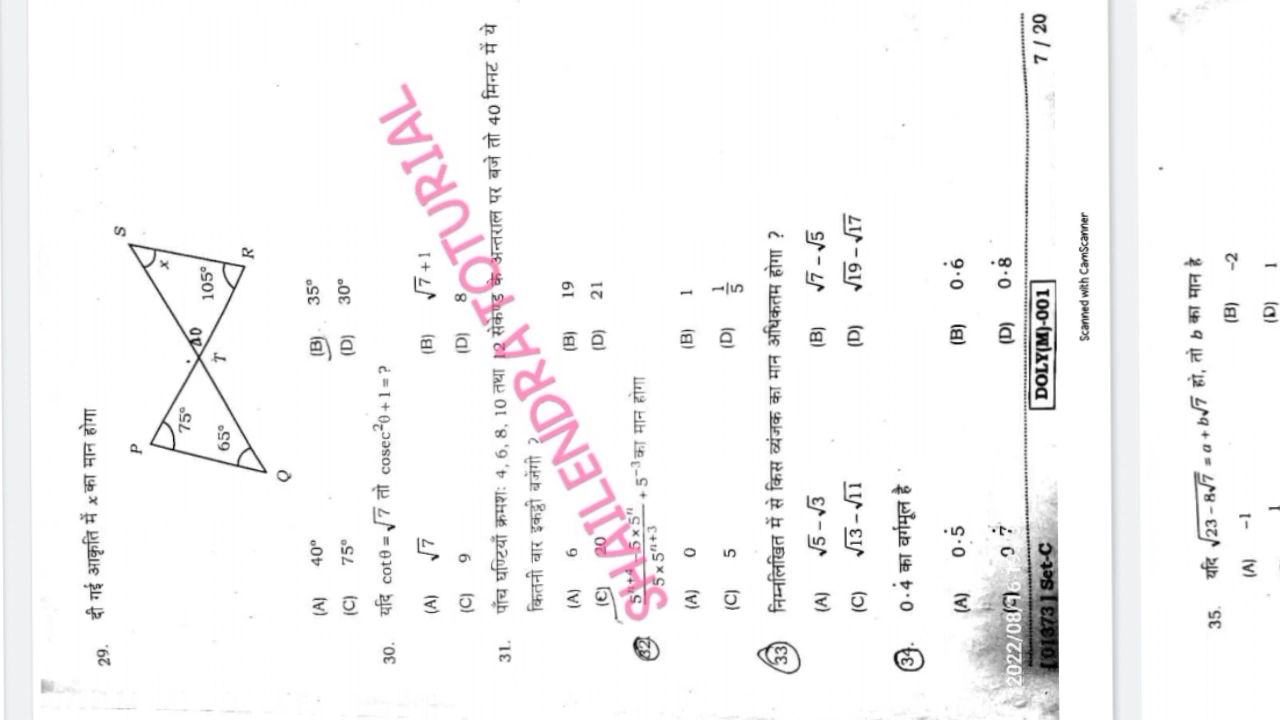 29. दी गई आकृति में x का मान होगा
P
Q
T
S
R
75°
65°
40
x
105°
(A) 40° (B) 35°
(C) 75° (D) 30°
30. यदि cotθ = √7 तो cosec²θ + 1 = ?
(A) √7 (B) √7 + 1
(C) 9 (D) 8
31. पाँच घण्टियाँ क्रमशः 4, 6, 8, 10 तथा 12 सेकेण्ड के अन्तराल पर बजे तो 40 मिनट में ये
कितनी बार इकट्ठी बजेंगी ?
(A) 6 (B) 19
(C) 20 (D) 21
32. + 5⁻³ का मान होगा
5 × 5ⁿ⁺³
(A) 0 (B) 1
(C) 5 (D) 1/5
33. निम्नलिखित में से किस व्यंजक का मान अधिकतम होगा ?
(A) √5 – √3 (B) √7 – √5
(C) √13 – √11 (D) √19 – √17
34. 0·4̇ का वर्गमूल है
(A) 0·5̇ (B) 0·6̇
(D) 0·8̇
[01373] Set-C DOLY(M)-001 7 / 20
SHAILENDRA TOTURIAL
Scanned with CamScanner
35. यदि √23 – 8√7 = a + b√7 हो, तो b का मान है
(A) –1 (B) –2
(D) 1